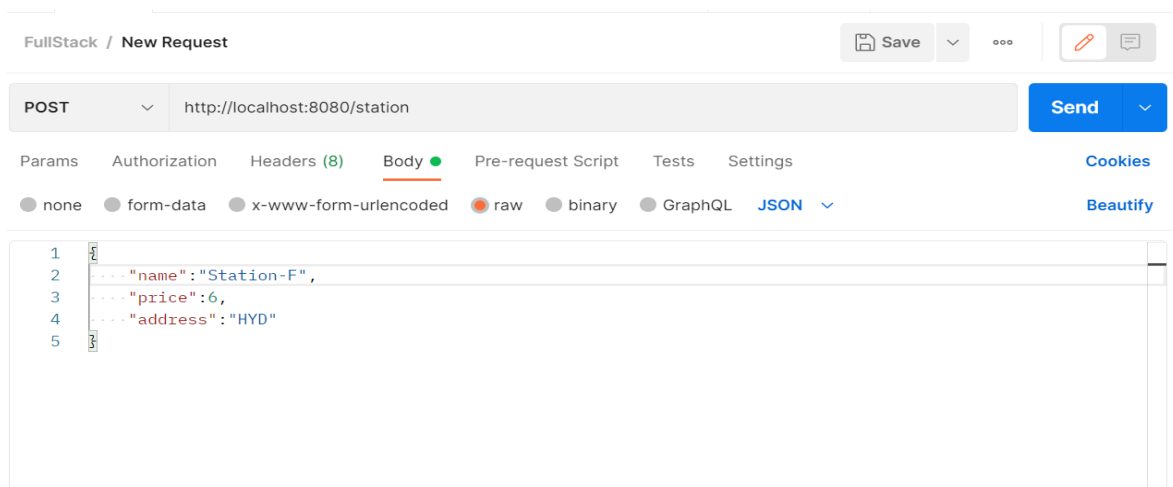 FullStack / New Request Save ooo
POST http://localhost:8080/station Send
Params Authorization Headers (8) Body Pre-request Script Tests Settings Cookies
none form-data x-www-form-urlencoded raw binary GraphQL JSON Beautify
1 {
2 "name":"Station-F",
3 "price":6,
4 "address":"HYD"
5 }